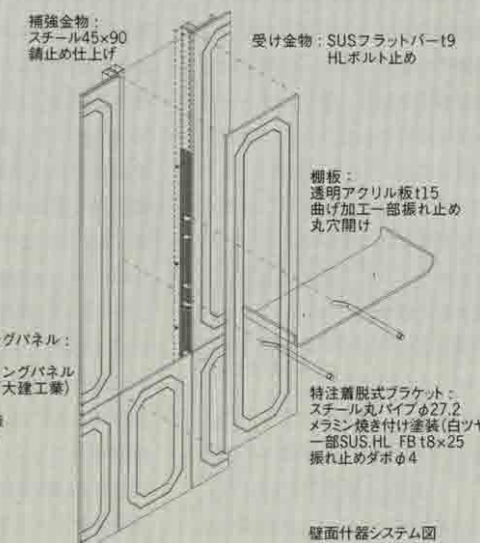 補強金物：
スチール45×90
錆止め仕上げ
受け金物：SUSフラットバーt9
HLボルト止め
棚板：
透明アクリル板t15
曲げ加工一部振れ止め
丸穴開け
グパネル：
ングパネル
大建工業)
特注着脱式ブラケット：
スチール丸パイプφ27.2
メラミン焼き付け塗装(白ツヤ
一部SUS.HL FB t8×25
振れ止めダボφ4
壁面什器システム図